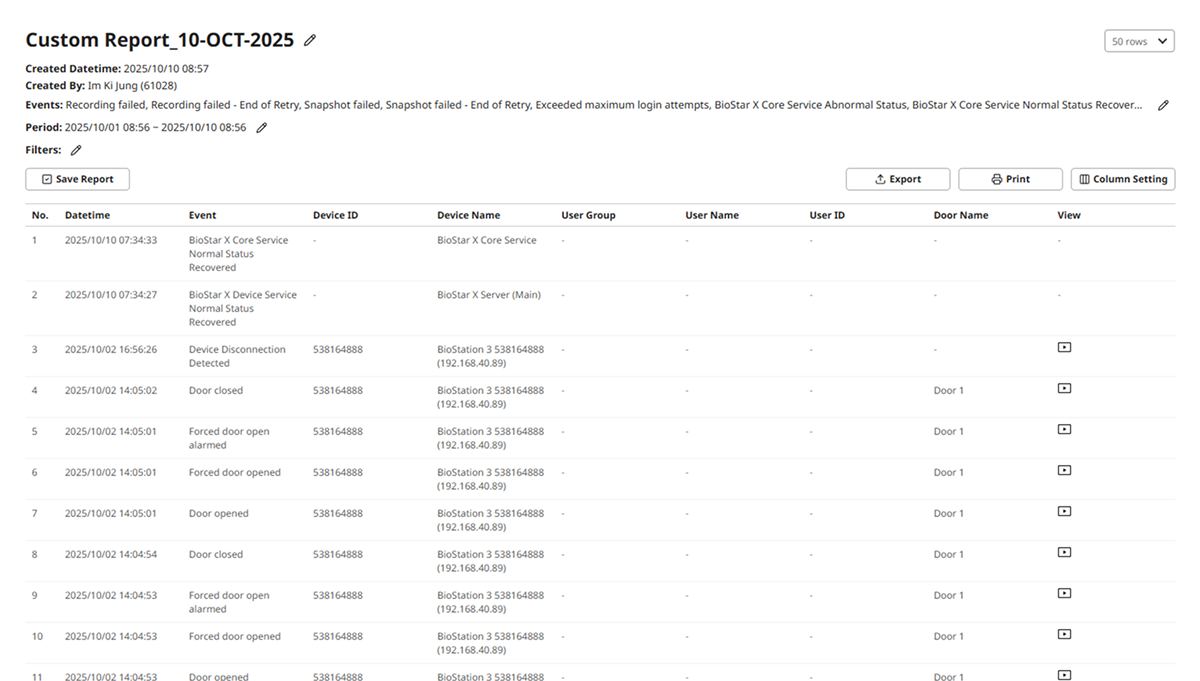 Custom Report_10-OCT-2025
50 rows
Created Datetime: 2025/10/10 08:57
Created By: Im Ki Jung (61028)
Events: Recording failed, Recording failed - End of Retry, Snapshot failed, Snapshot failed - End of Retry, Exceeded maximum login attempts, BioStar X Core Service Abnormal Status, BioStar X Core Service Normal Status Recover...
Period: 2025/10/01 08:56 ~ 2025/10/10 08:56
Filters:
Save Report Export Print Column Setting
No. Datetime Event Device ID Device Name User Group User Name User ID Door Name View
1 2025/10/10 07:34:33 BioStar X Core Service - BioStar X Core Service - - - - -
Normal Status
Recovered
2 2025/10/10 07:34:27 BioStar X Device Service - BioStar X Server (Main) - - - - -
Normal Status
Recovered
3 2025/10/02 16:56:26 Device Disconnection 538164888 BioStation 3 538164888 - - - -
Detected (192.168.40.89)
4 2025/10/02 14:05:02 Door closed 538164888 BioStation 3 538164888 - - - Door 1
(192.168.40.89)
5 2025/10/02 14:05:01 Forced door open 538164888 BioStation 3 538164888 - - - Door 1
alarmed (192.168.40.89)
6 2025/10/02 14:05:01 Forced door opened 538164888 BioStation 3 538164888 - - - Door 1
(192.168.40.89)
7 2025/10/02 14:05:01 Door opened 538164888 BioStation 3 538164888 - - - Door 1
(192.168.40.89)
8 2025/10/02 14:04:54 Door closed 538164888 BioStation 3 538164888 - - - Door 1
(192.168.40.89)
9 2025/10/02 14:04:53 Forced door open 538164888 BioStation 3 538164888 - - - Door 1
alarmed (192.168.40.89)
10 2025/10/02 14:04:53 Forced door opened 538164888 BioStation 3 538164888 - - - Door 1
(192.168.40.89)
11 2025/10/02 14:04:53 Door opened 538164888 BioStation 3 538164888 - - - Door 1